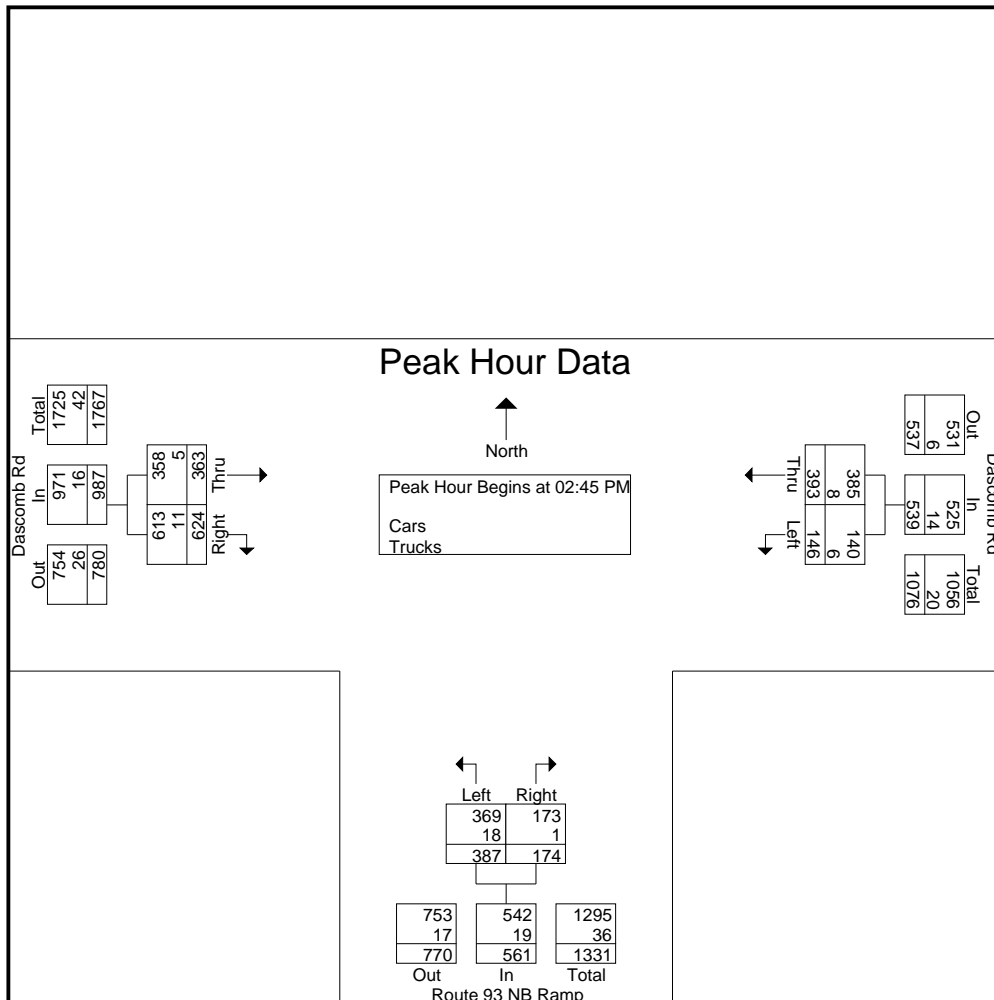 Peak Hour Data
North
Peak Hour Begins at 02:45 PM
Cars
Trucks
Dascomb Rd
Total
1725
42
1767
In
971
16
987
Out
754
26
780
Thru
358
5
363
Right
613
11
624
Thru
385
8
393
Left
140
6
146
Out
531
6
537
In
525
14
539
Total
1056
20
1076
Dascomb Rd
Left Right
369 173
18 1
387 174
753 542 1295
17 19 36
770 561 1331
Out In Total
Route 93 NB Ramp